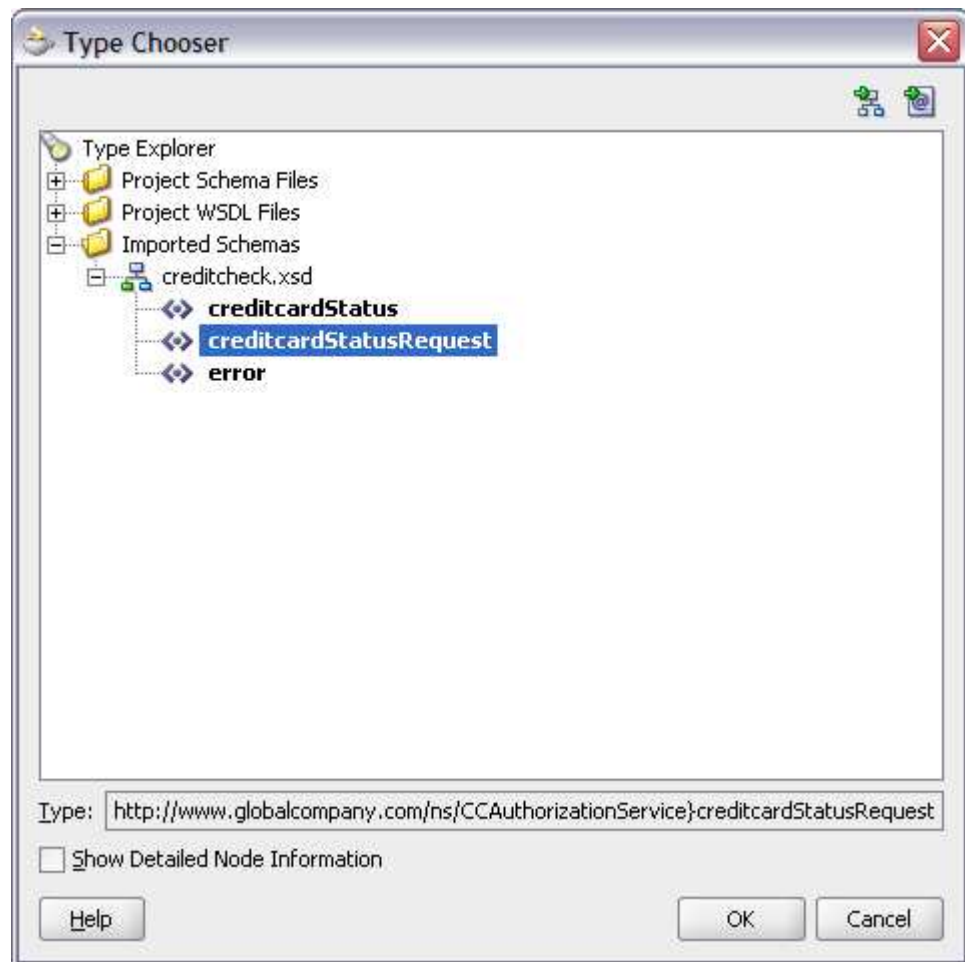 Type Chooser
Type Explorer
Project Schema Files
Project WSDL Files
Imported Schemas
creditcheck.xsd
creditcardStatus
creditcardStatusRequest
error
Type: http://www.globalcompany.com/ns/CCAuthorizationService}creditcardStatusRequest
Show Detailed Node Information
Help OK Cancel